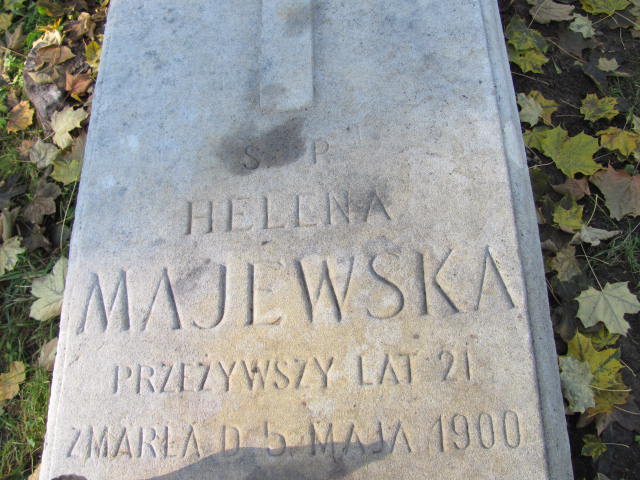 S. P.
HELENA
MAJEWSKA
PRZEŻYWSZY LAT 21
ZMARŁA D. 5. MAJA 1900